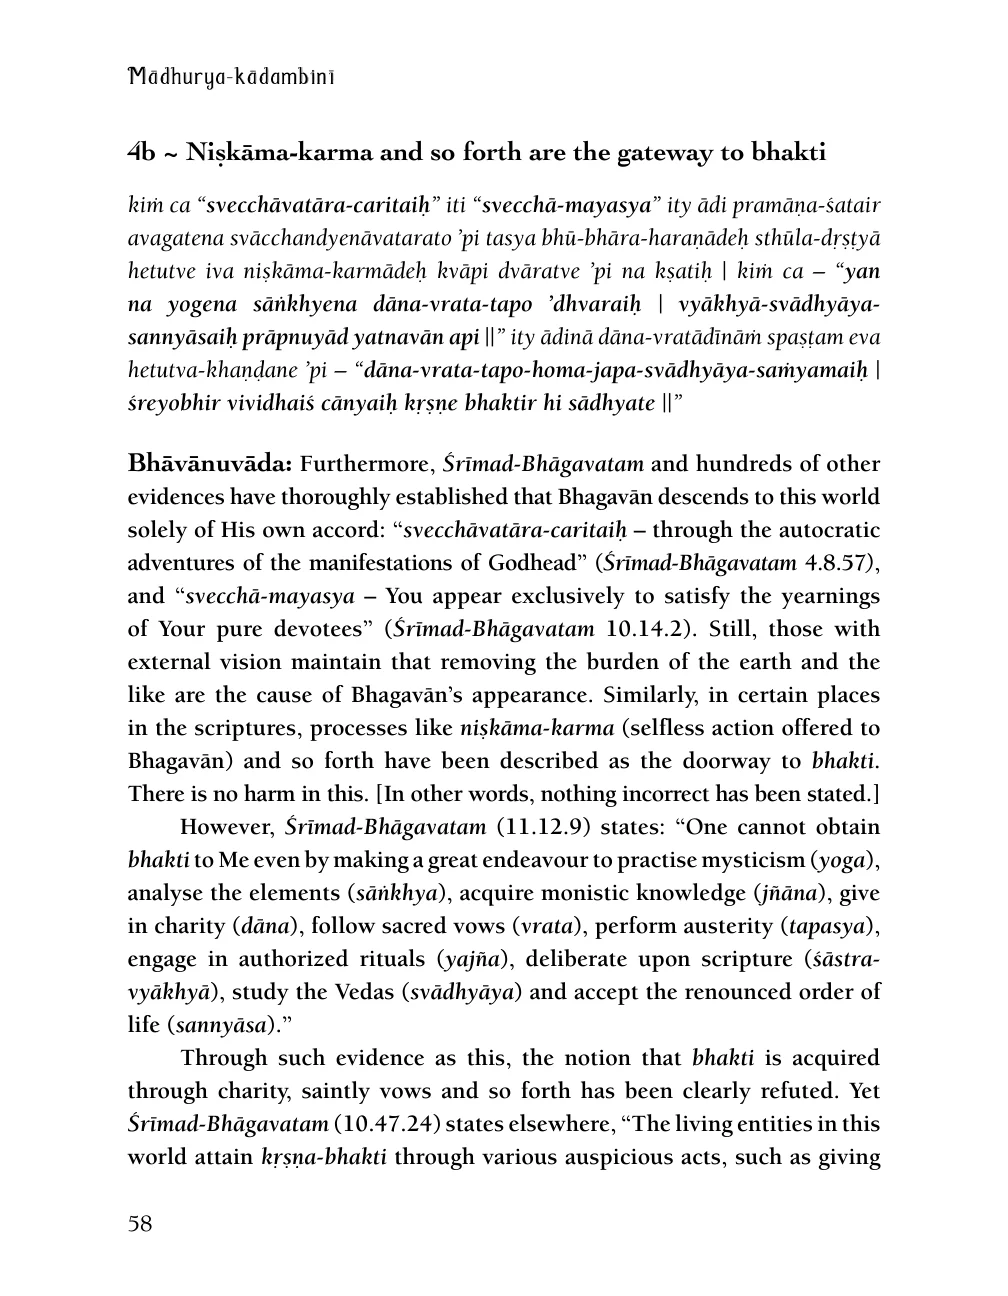 Mādhurya-kādambinī
4b ~ Niṣkāma-karma and so forth are the gateway to bhakti
kiṁ ca “svecchāvatāra-caritaiḥ” iti “svecchā-mayasya” ity ādi pramāṇa-śatair
avagatena svācchandyenāvatarato ’pi tasya bhū-bhāra-haraṇādeḥ sthūla-dṛṣṭyā
hetutve iva niṣkāma-karmādeḥ kvāpi dvāratve ’pi na kṣatiḥ | kiṁ ca – “yan
na yogena sāṅkhyena dāna-vrata-tapo ’dhvaraiḥ | vyākhyā-svādhyāya-
sannyāsaiḥ prāpnuyād yatnavān api ||” ity ādinā dāna-vratādīnāṁ spaṣṭam eva
hetutva-khaṇḍane ’pi – “dāna-vrata-tapo-homa-japa-svādhyāya-saṁyamaiḥ |
śreyobhir vividhaiś cānyaiḥ kṛṣṇe bhaktir hi sādhyate ||”
Bhāvānuvāda: Furthermore, Śrīmad-Bhāgavatam and hundreds of other
evidences have thoroughly established that Bhagavān descends to this world
solely of His own accord: “svecchāvatāra-caritaiḥ – through the autocratic
adventures of the manifestations of Godhead” (Śrīmad-Bhāgavatam 4.8.57),
and “svecchā-mayasya – You appear exclusively to satisfy the yearnings
of Your pure devotees” (Śrīmad-Bhāgavatam 10.14.2). Still, those with
external vision maintain that removing the burden of the earth and the
like are the cause of Bhagavān’s appearance. Similarly, in certain places
in the scriptures, processes like niṣkāma-karma (selfless action offered to
Bhagavān) and so forth have been described as the doorway to bhakti.
There is no harm in this. [In other words, nothing incorrect has been stated.]
However, Śrīmad-Bhāgavatam (11.12.9) states: “One cannot obtain
bhakti to Me even by making a great endeavour to practise mysticism (yoga),
analyse the elements (sāṅkhya), acquire monistic knowledge (jñāna), give
in charity (dāna), follow sacred vows (vrata), perform austerity (tapasya),
engage in authorized rituals (yajña), deliberate upon scripture (śāstra-
vyākhyā), study the Vedas (svādhyāya) and accept the renounced order of
life (sannyāsa).”
Through such evidence as this, the notion that bhakti is acquired
through charity, saintly vows and so forth has been clearly refuted. Yet
Śrīmad-Bhāgavatam (10.47.24) states elsewhere, “The living entities in this
world attain kṛṣṇa-bhakti through various auspicious acts, such as giving
58